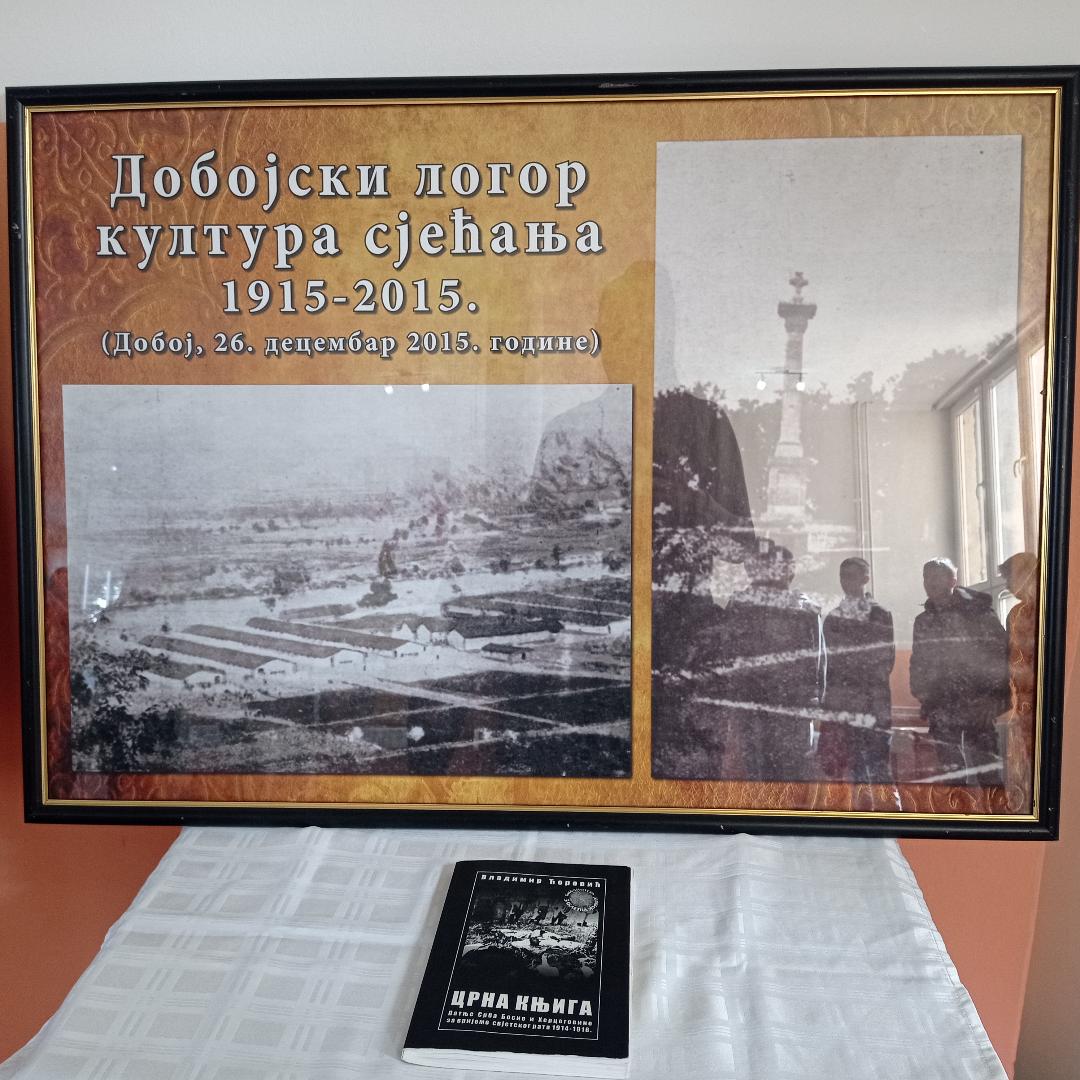 Добојски логор
култура сјећања
1915-2015.
(Добој, 26. децембар 2015. године)
Владимир Ћоровић
ЦРНА КЊИГА
Патње Срба Босне и Херцеговине
за вријеме свјетског рата 1914-1918.